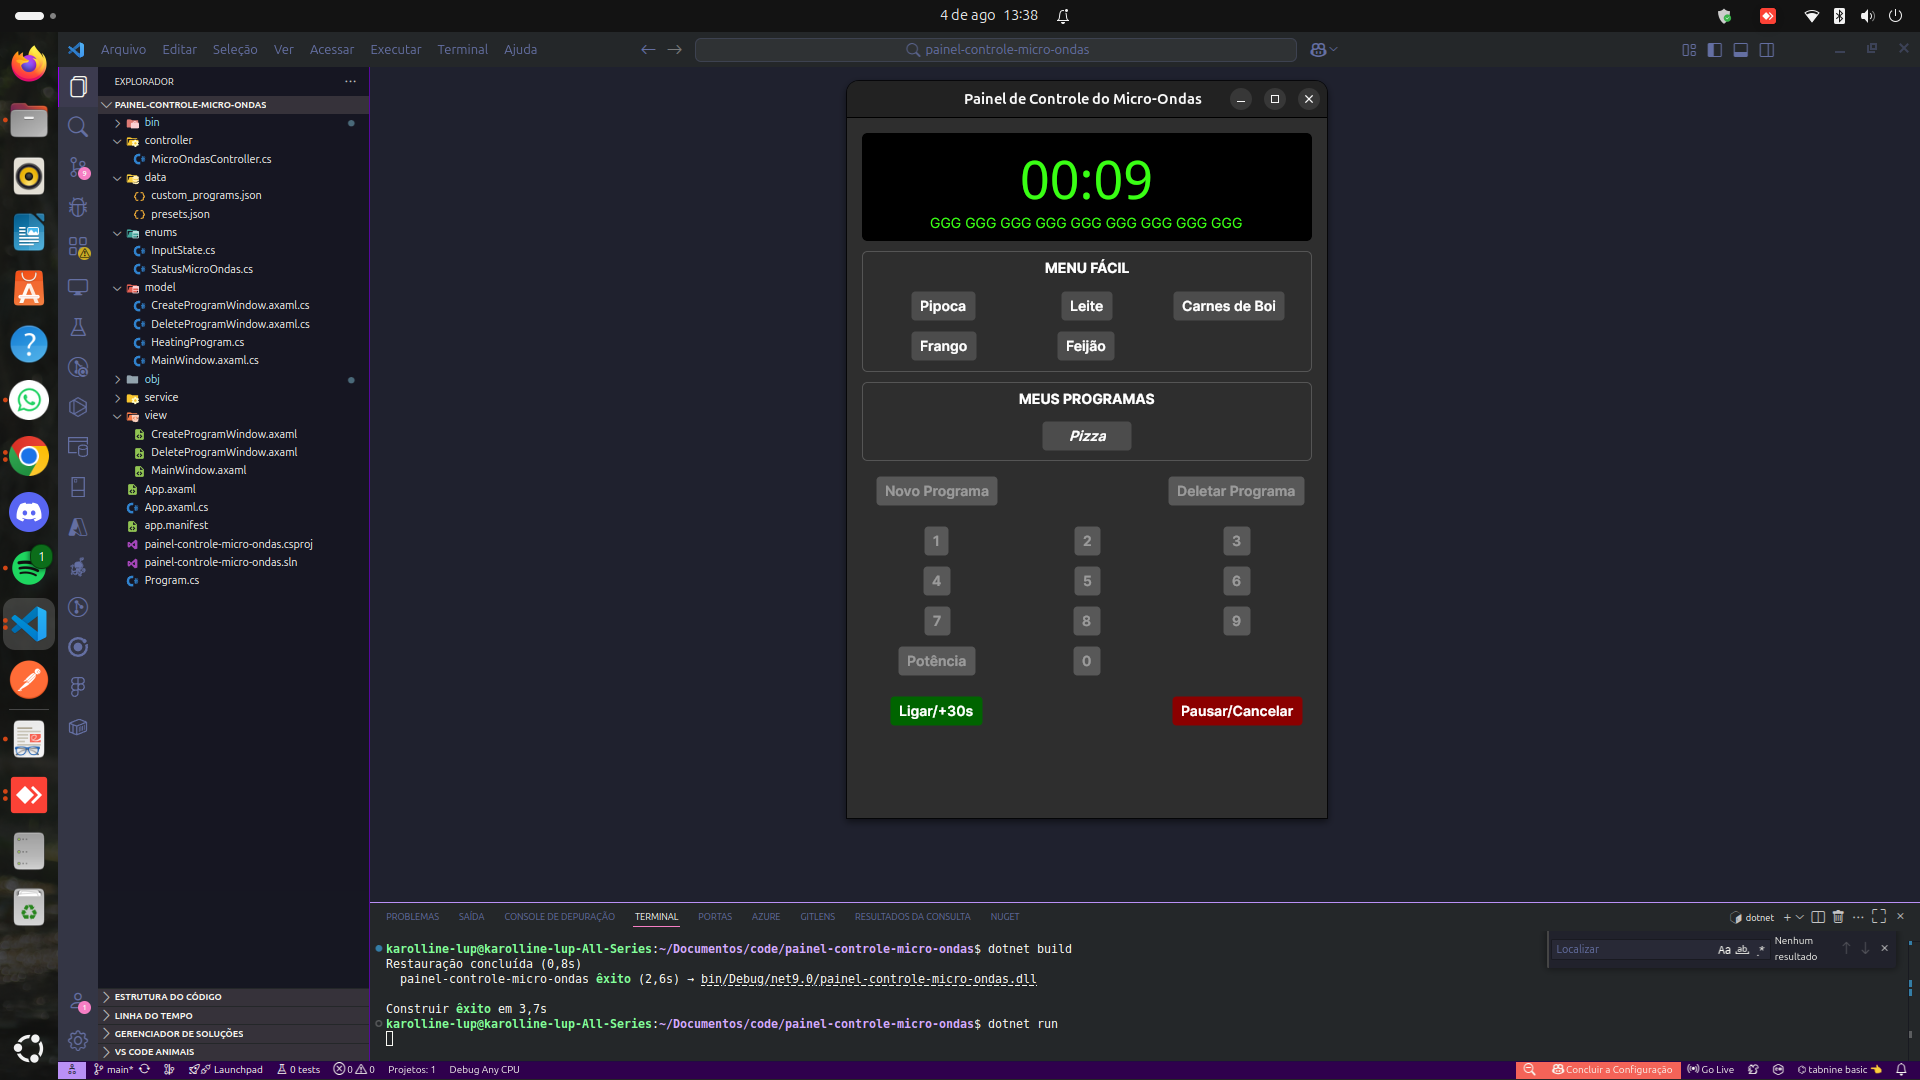 4 de ago 13:38
Arquivo Editar Seleção Ver Acessar Executar Terminal Ajuda
painel-controle-micro-ondas
EXPLORADOR
PAINEL-CONTROLE-MICRO-ONDAS
bin
controller
MicroOndasController.cs
data
custom_programs.json
presets.json
enums
InputState.cs
StatusMicroOndas.cs
model
CreateProgramWindow.axaml.cs
DeleteProgramWindow.axaml.cs
HeatingProgram.cs
MainWindow.axaml.cs
obj
service
view
CreateProgramWindow.axaml
DeleteProgramWindow.axaml
MainWindow.axaml
App.axaml
App.axaml.cs
app.manifest
painel-controle-micro-ondas.csproj
painel-controle-micro-ondas.sln
Program.cs
ESTRUTURA DO CÓDIGO
LINHA DO TEMPO
GERENCIADOR DE SOLUÇÕES
VS CODE ANIMAIS
9
1
1
Painel de Controle do Micro-Ondas
00:09
GGG GGG GGG GGG GGG GGG GGG GGG GGG
MENU FÁCIL
Pipoca Leite Carnes de Boi
Frango Feijão
MEUS PROGRAMAS
Pizza
Novo Programa Deletar Programa
1 2 3
4 5 6
7 8 9
Potência 0
Ligar/+30s Pausar/Cancelar
PROBLEMAS SAÍDA CONSOLE DE DEPURAÇÃO TERMINAL PORTAS AZURE GITLENS RESULTADOS DA CONSULTA NUGET
dotnet
Localizar Aa ab .* Nenhum resultado
karolline-lup@karolline-lup-All-Series:~/Documentos/code/painel-controle-micro-ondas$ dotnet build
Restauração concluída (0,8s)
painel-controle-micro-ondas êxito (2,6s) → bin/Debug/net9.0/painel-controle-micro-ondas.dll
Construir êxito em 3,7s
karolline-lup@karolline-lup-All-Series:~/Documentos/code/painel-controle-micro-ondas$ dotnet run
main* Launchpad 0 tests 0 0 Projetos: 1 Debug Any CPU
Concluir a Configuração Go Live tabnine basic